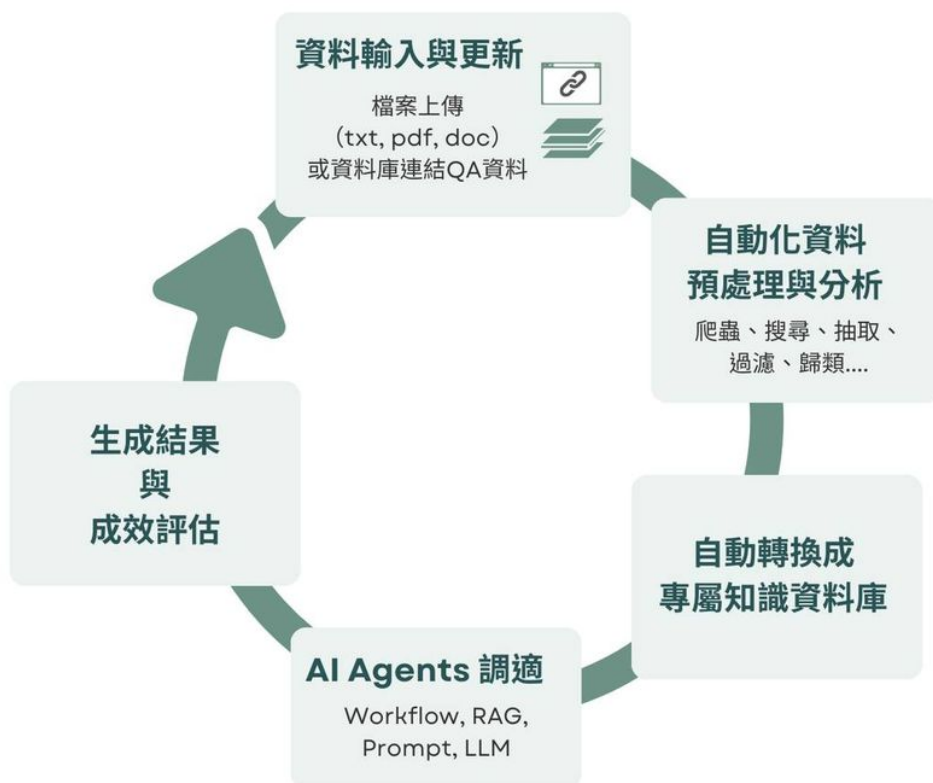 資料輸入與更新
檔案上傳
（txt, pdf, doc）
或資料庫連結QA資料
自動化資料
預處理與分析
爬蟲、搜尋、抽取、
過濾、歸類....
自動轉換成
專屬知識資料庫
AI Agents 調適
Workflow, RAG,
Prompt, LLM
生成結果
與
成效評估